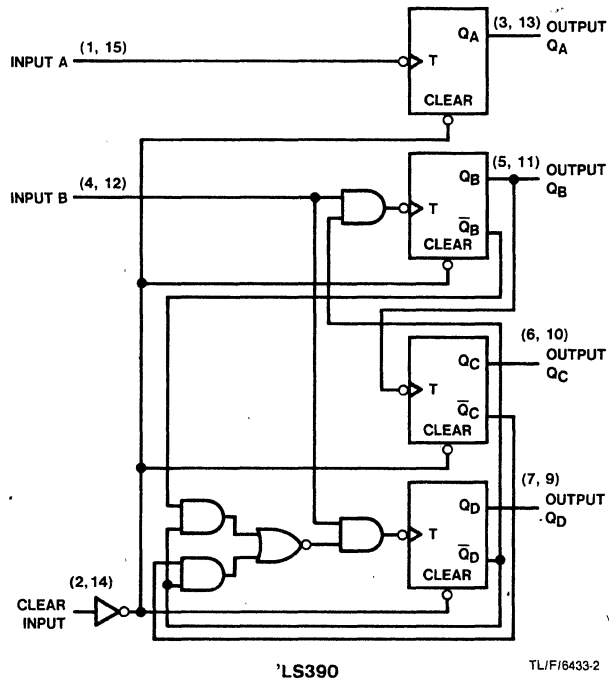 INPUT A
(1, 15)
T
QA
CLEAR
(3, 13)
OUTPUT
QA
INPUT B
(4, 12)
T
QB
Q̅B
CLEAR
(5, 11)
OUTPUT
QB
T
QC
Q̅C
CLEAR
(6, 10)
OUTPUT
QC
T
QD
Q̅D
CLEAR
(7, 9)
OUTPUT
QD
CLEAR
INPUT
(2, 14)
'LS390
TL/F/6433-2